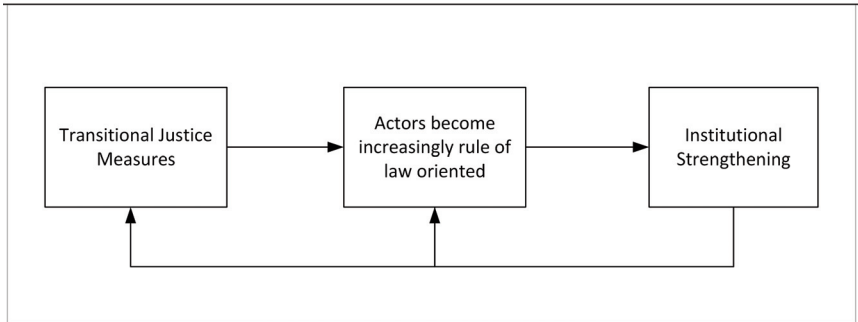 Transitional Justice
Measures
Actors become
increasingly rule of
law oriented
Institutional
Strengthening